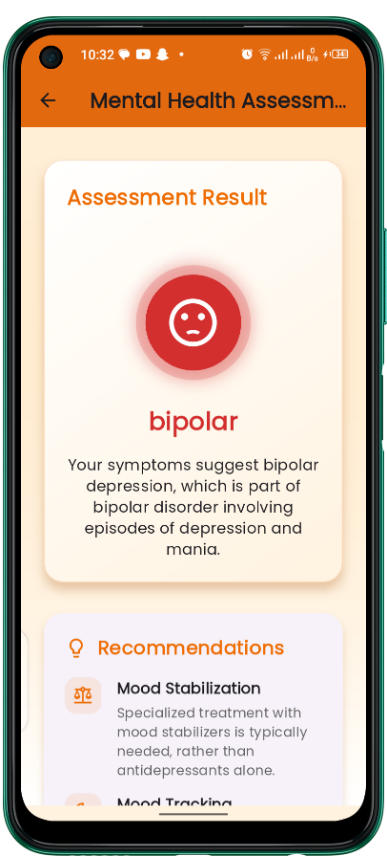 10:32
0
B/s
34
Mental Health Assessm...
Assessment Result
bipolar
Your symptoms suggest bipolar
depression, which is part of
bipolar disorder involving
episodes of depression and
mania.
Recommendations
Mood Stabilization
Specialized treatment with
mood stabilizers is typically
needed, rather than
antidepressants alone.
Mood Tracking